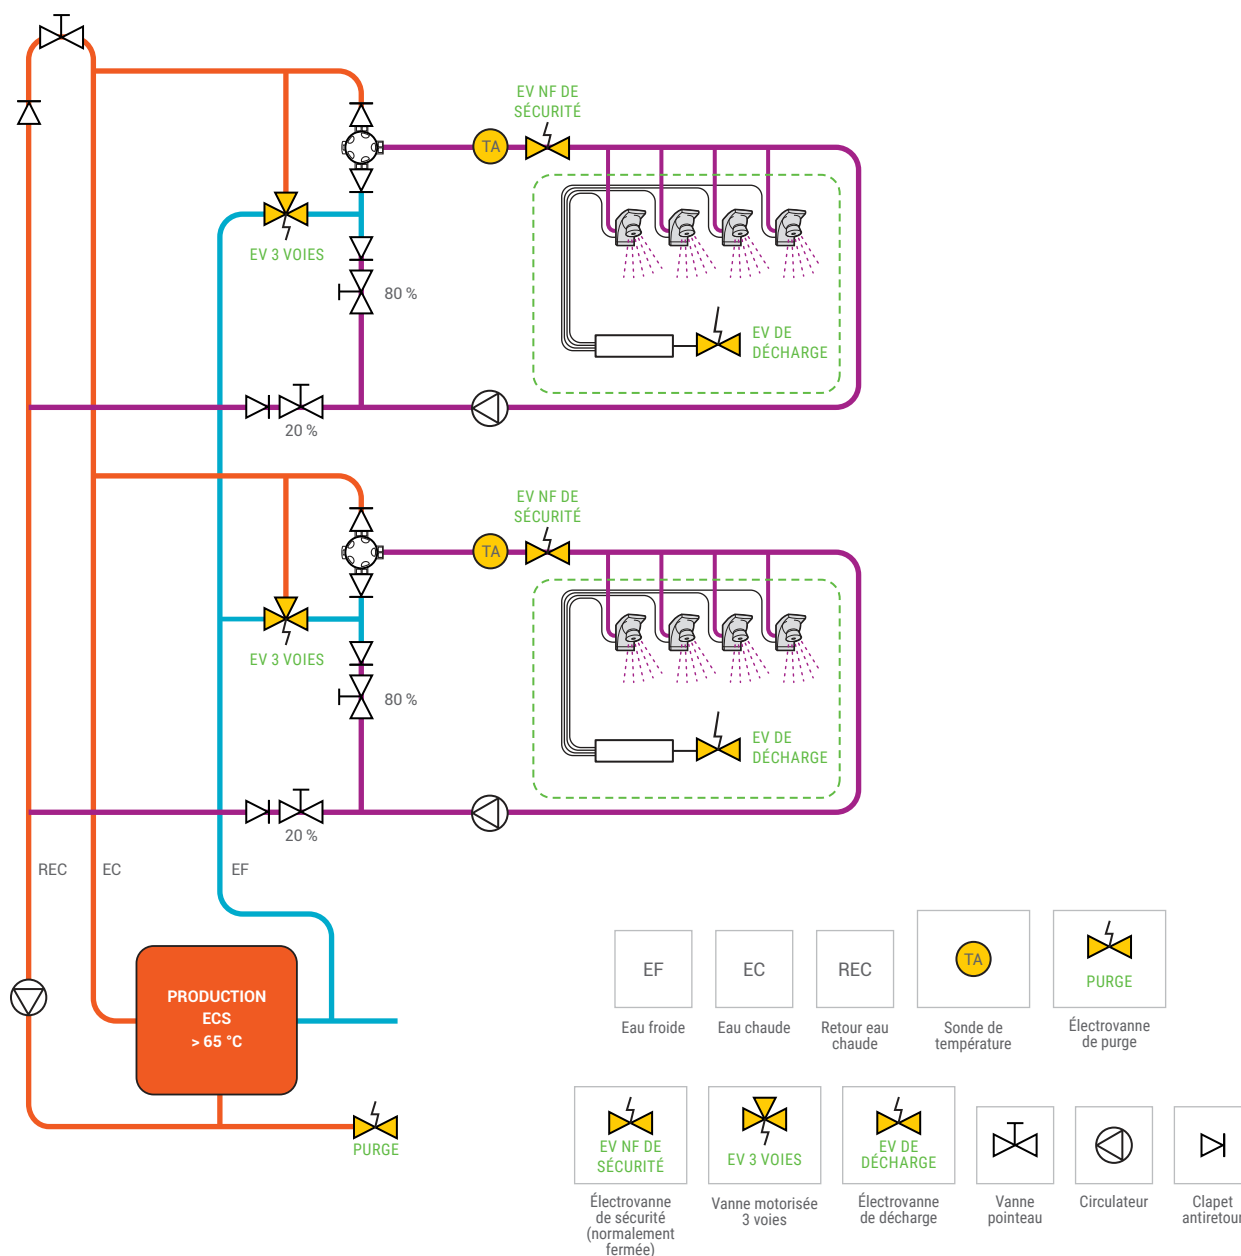 EV NF DE
SÉCURITÉ
TA
EV 3 VOIES
80 %
EV DE
DÉCHARGE
20 %
EV NF DE
SÉCURITÉ
TA
EV 3 VOIES
80 %
EV DE
DÉCHARGE
20 %
REC
EC
EF
PRODUCTION
ECS
> 65 °C
PURGE
EF
Eau froide
EC
Eau chaude
REC
Retour eau
chaude
TA
Sonde de
température
PURGE
Électrovanne
de purge
EV NF DE
SÉCURITÉ
Électrovanne
de sécurité
(normalement
fermée)
EV 3 VOIES
Vanne motorisée
3 voies
EV DE
DÉCHARGE
Électrovanne
de décharge
Vanne
pointeau
Circulateur
Clapet
antiretour